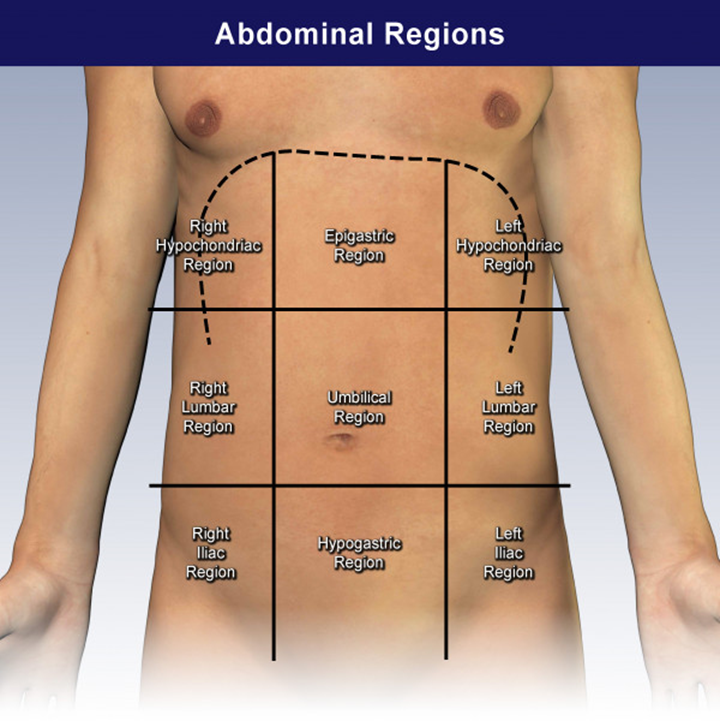 Abdominal Regions
Right
Hypochondriac
Region
Epigastric
Region
Left
Hypochondriac
Region
Right
Lumbar
Region
Umbilical
Region
Left
Lumbar
Region
Right
Iliac
Region
Hypogastric
Region
Left
Iliac
Region